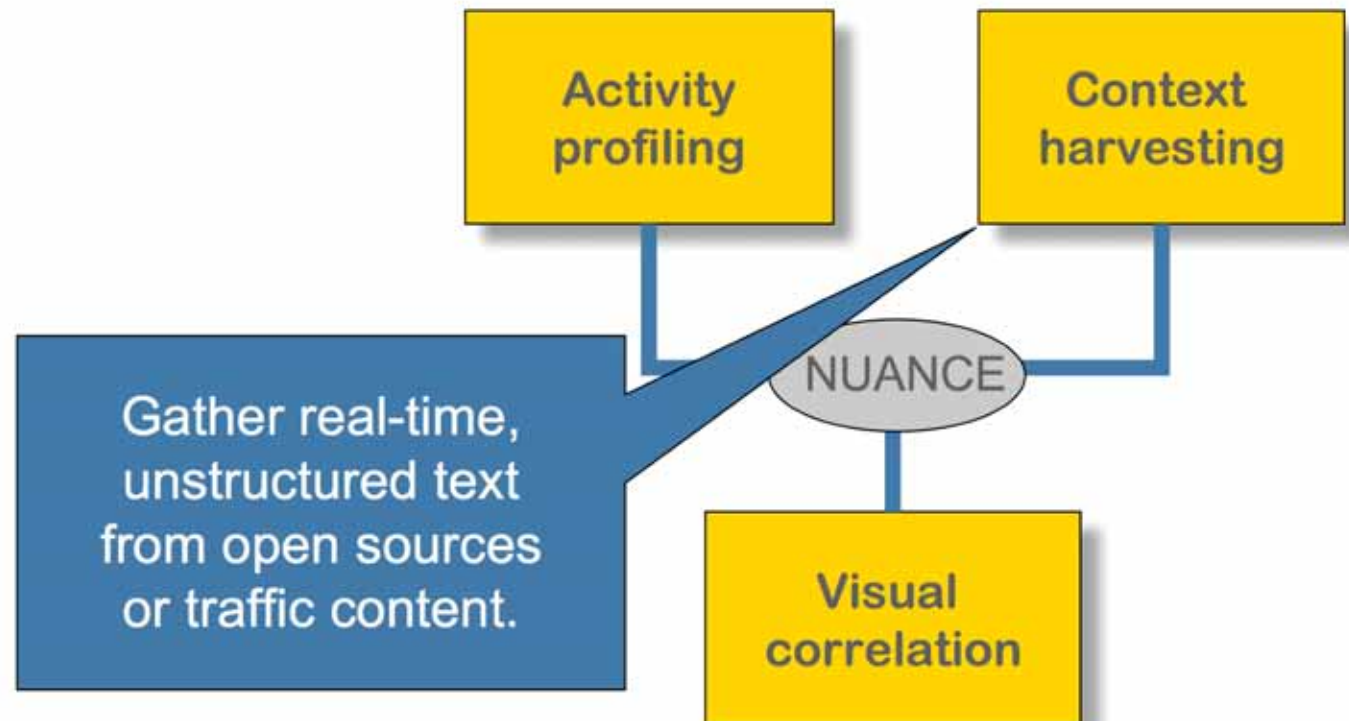 Activity
profiling
Context
harvesting
NUANCE
Gather real-time,
unstructured text
from open sources
or traffic content.
Visual
correlation